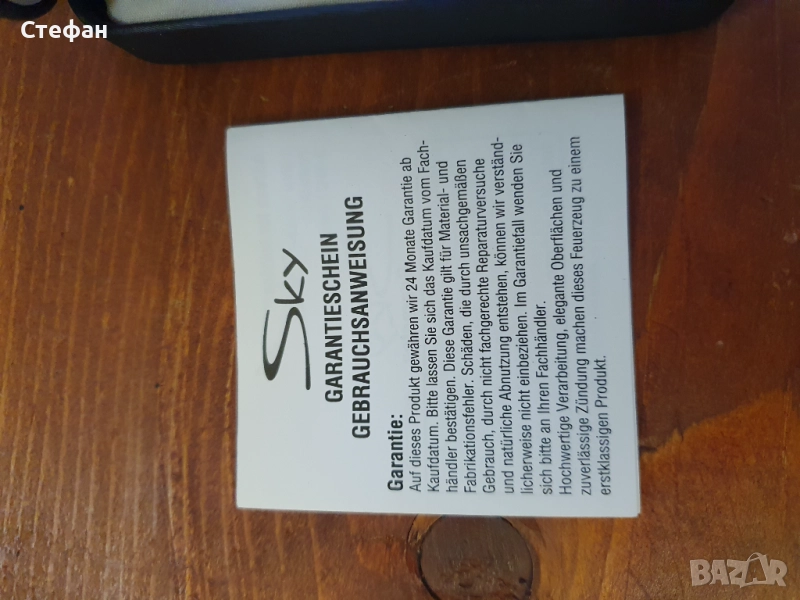 Стефан
Sky
GARANTIESCHEIN
GEBRAUCHSANWEISUNG
Garantie:
Auf dieses Produkt gewähren wir 24 Monate Garantie ab
Kaufdatum. Bitte lassen Sie sich das Kaufdatum vom Fach-
händler bestätigen. Diese Garantie gilt für Material- und
Fabrikationsfehler. Schäden, die durch unsachgemäßen
Gebrauch, durch nicht fachgerechte Reparaturversuche
und natürliche Abnutzung entstehen, können wir verständ-
licherweise nicht einbeziehen. Im Garantiefall wenden Sie
sich bitte an Ihren Fachhändler.
Hochwertige Verarbeitung, elegante Oberflächen und
zuverlässige Zündung machen dieses Feuerzeug zu einem
erstklassigen Produkt.
BAZAR